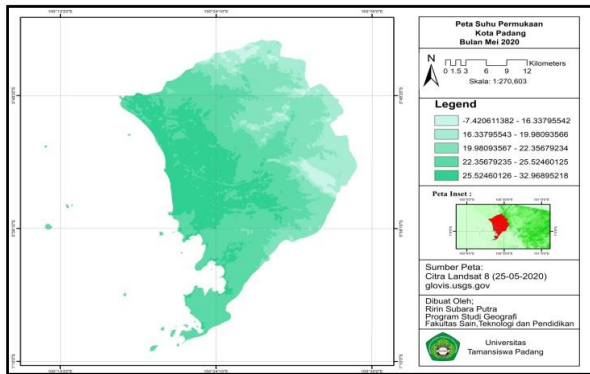 Peta Suhu Permukaan
Kota Padang
Bulan Mei 2020
N
Kilometers
0 1.5 3 6 9 12
Skala: 1:270,603
Legend
-7.420611382 - 16.33795542
16.33795543 - 19.98093566
19.98093567 - 22.35679234
22.35679235 - 25.52460125
25.52460126 - 32.96895218
Peta Inset :
Sumber Peta:
Citra Landsat 8 (25-05-2020)
glovis.usgs.gov
Dibuat Oleh;
Ririn Subara Putra
Program Studi Geografi
Fakultas Sain,Teknologi dan Pendidikan
Universitas
Tamansiswa Padang